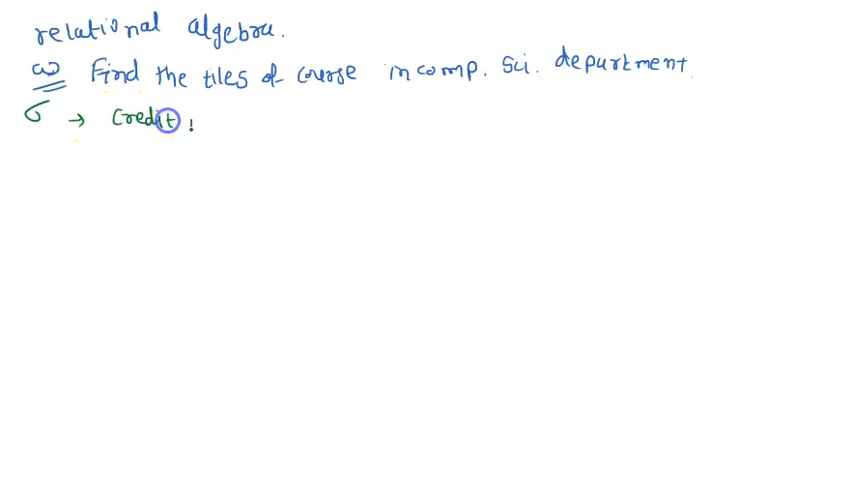 relational algebra.
a) Find the tiles of course in comp. Sci. department.
σ → Credit!